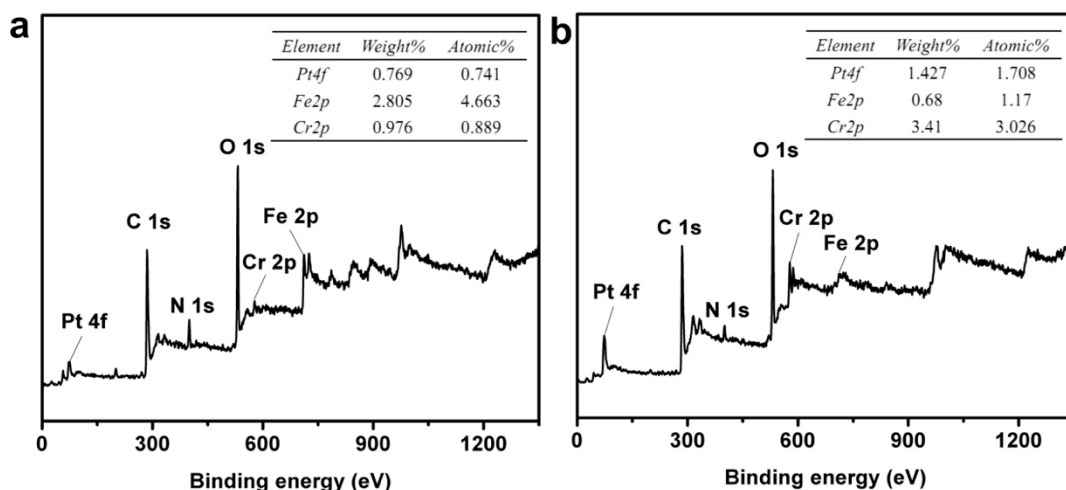 a
Element Weight% Atomic%
Pt4f 0.769 0.741
Fe2p 2.805 4.663
Cr2p 0.976 0.889
O 1s
C 1s
Fe 2p
Cr 2p
N 1s
Pt 4f
0 300 600 900 1200
Binding energy (eV)
b
Element Weight% Atomic%
Pt4f 1.427 1.708
Fe2p 0.68 1.17
Cr2p 3.41 3.026
O 1s
C 1s
Cr 2p
Fe 2p
N 1s
Pt 4f
0 300 600 900 1200
Binding energy (eV)